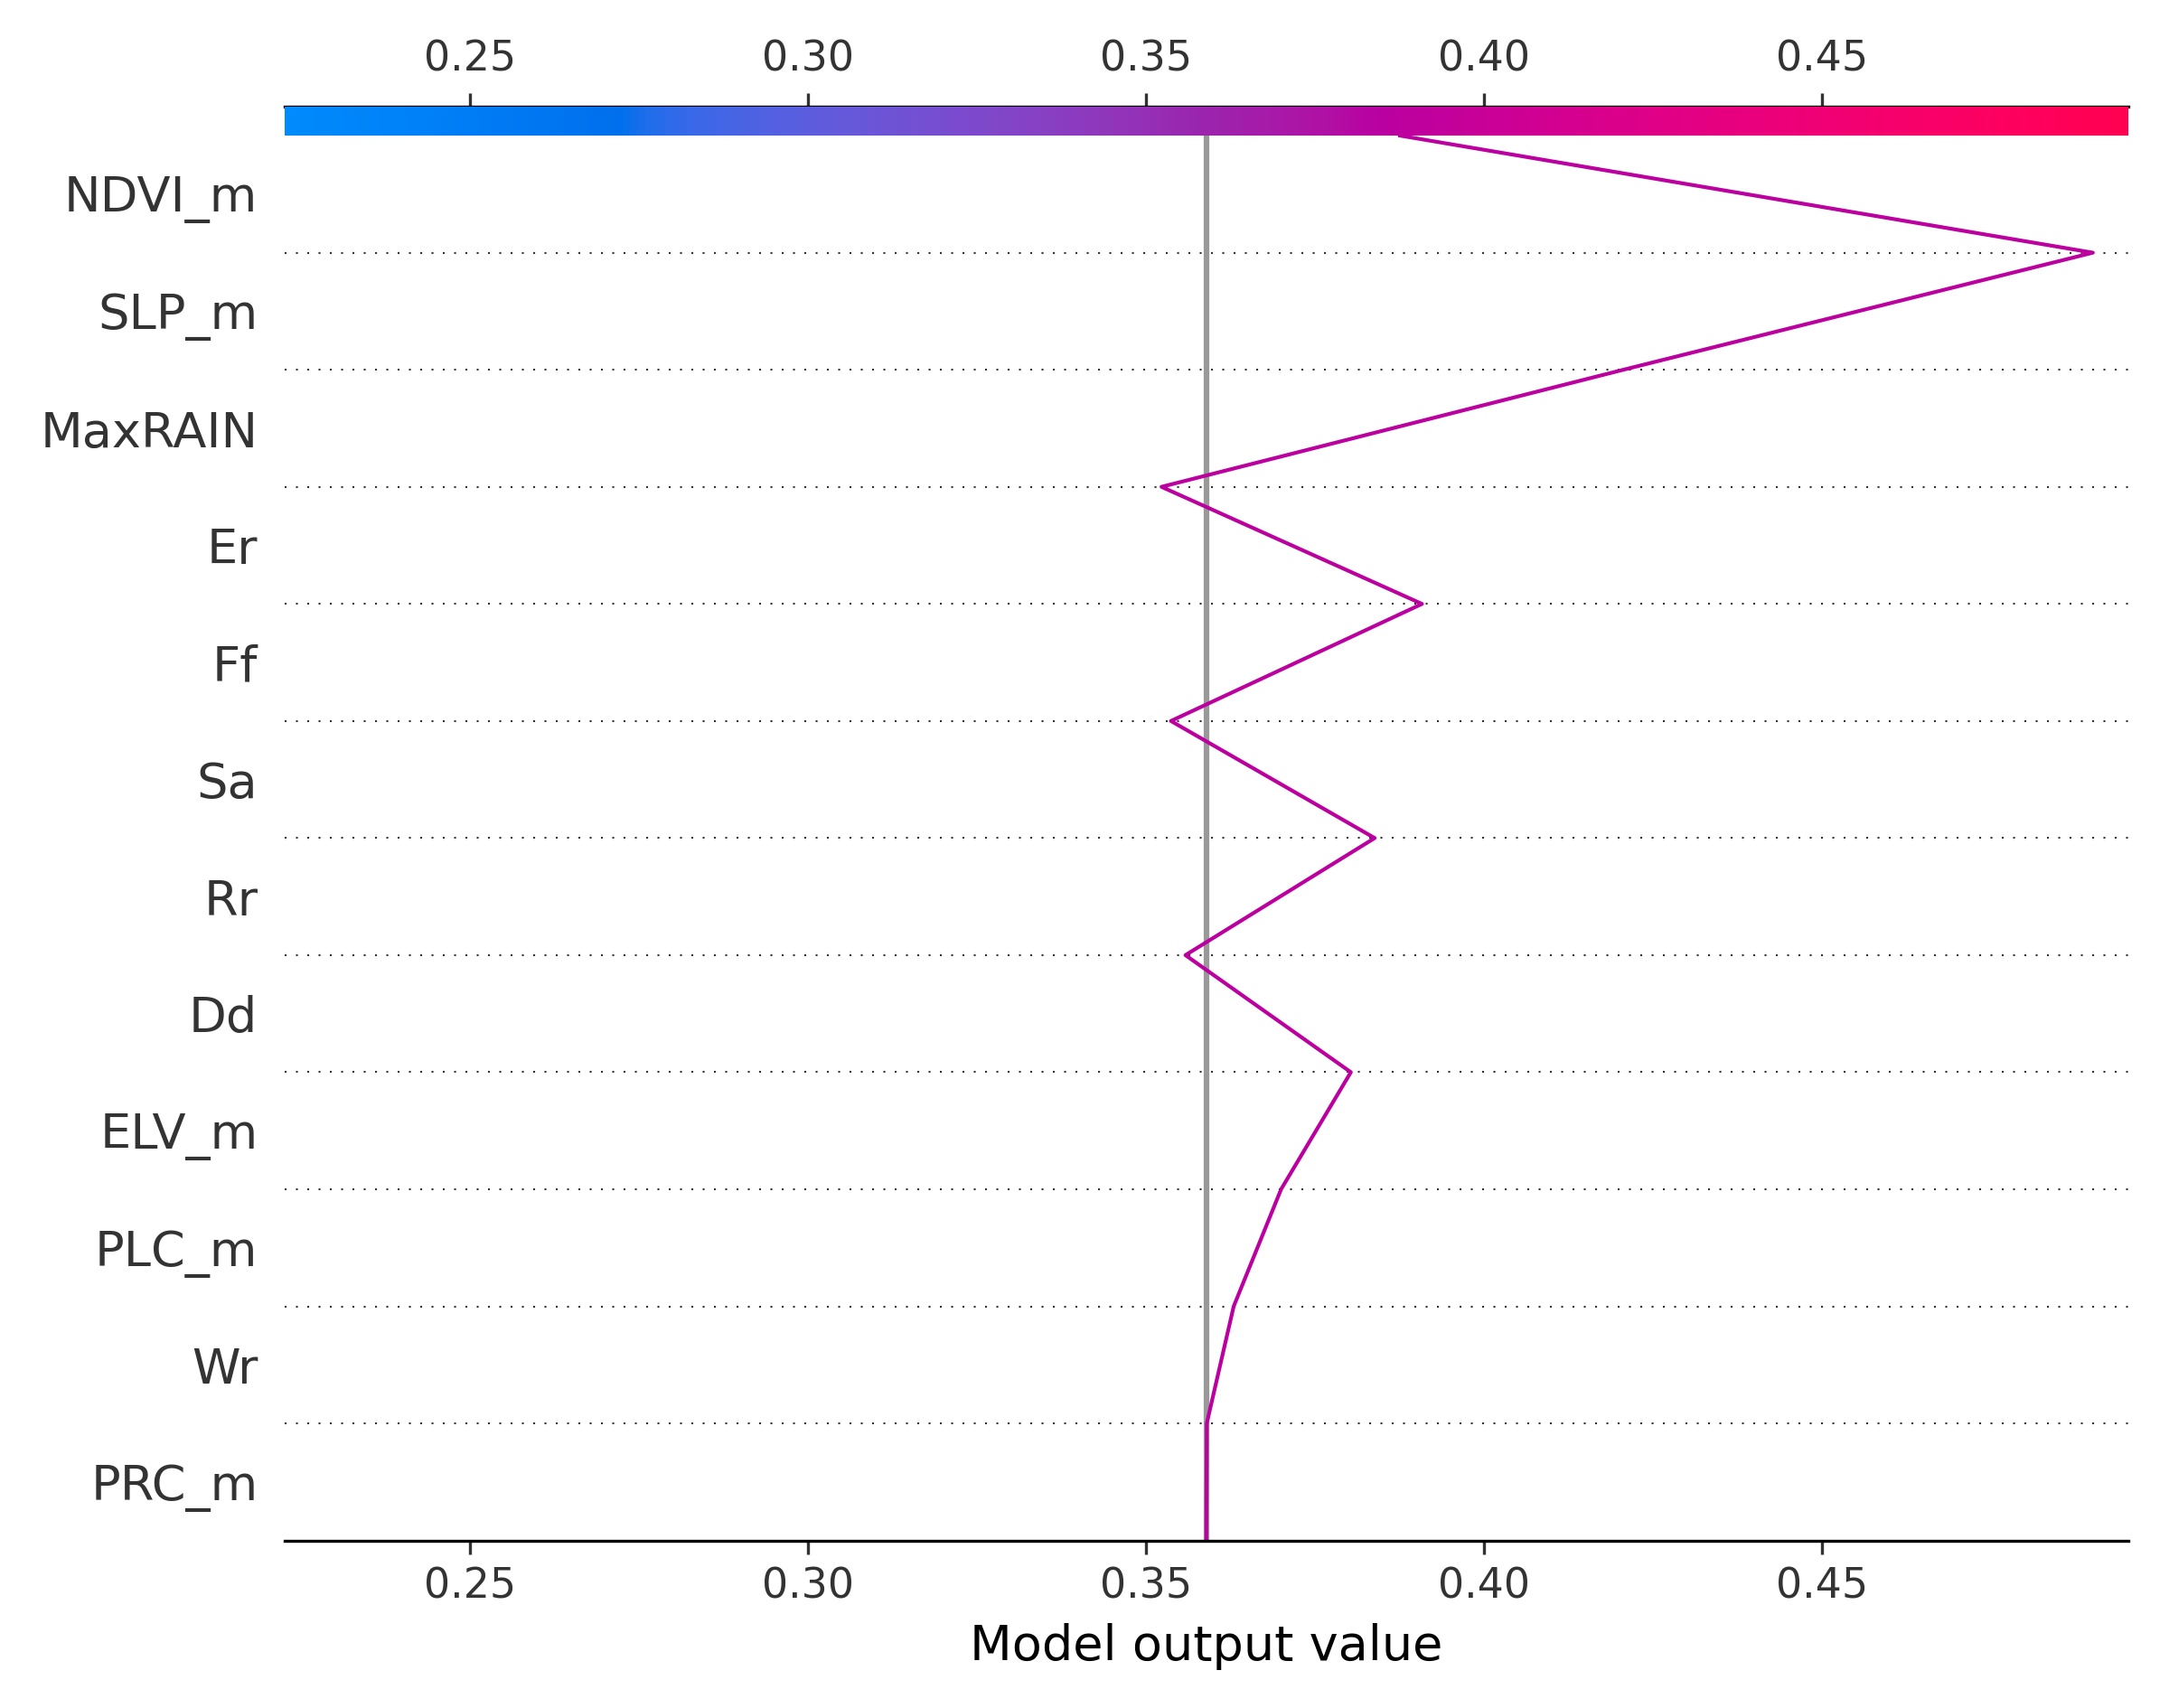 0.25 0.30 0.35 0.40 0.45
NDVI_m
SLP_m
MaxRAIN
Er
Ff
Sa
Rr
Dd
ELV_m
PLC_m
Wr
PRC_m
0.25 0.30 0.35 0.40 0.45
Model output value